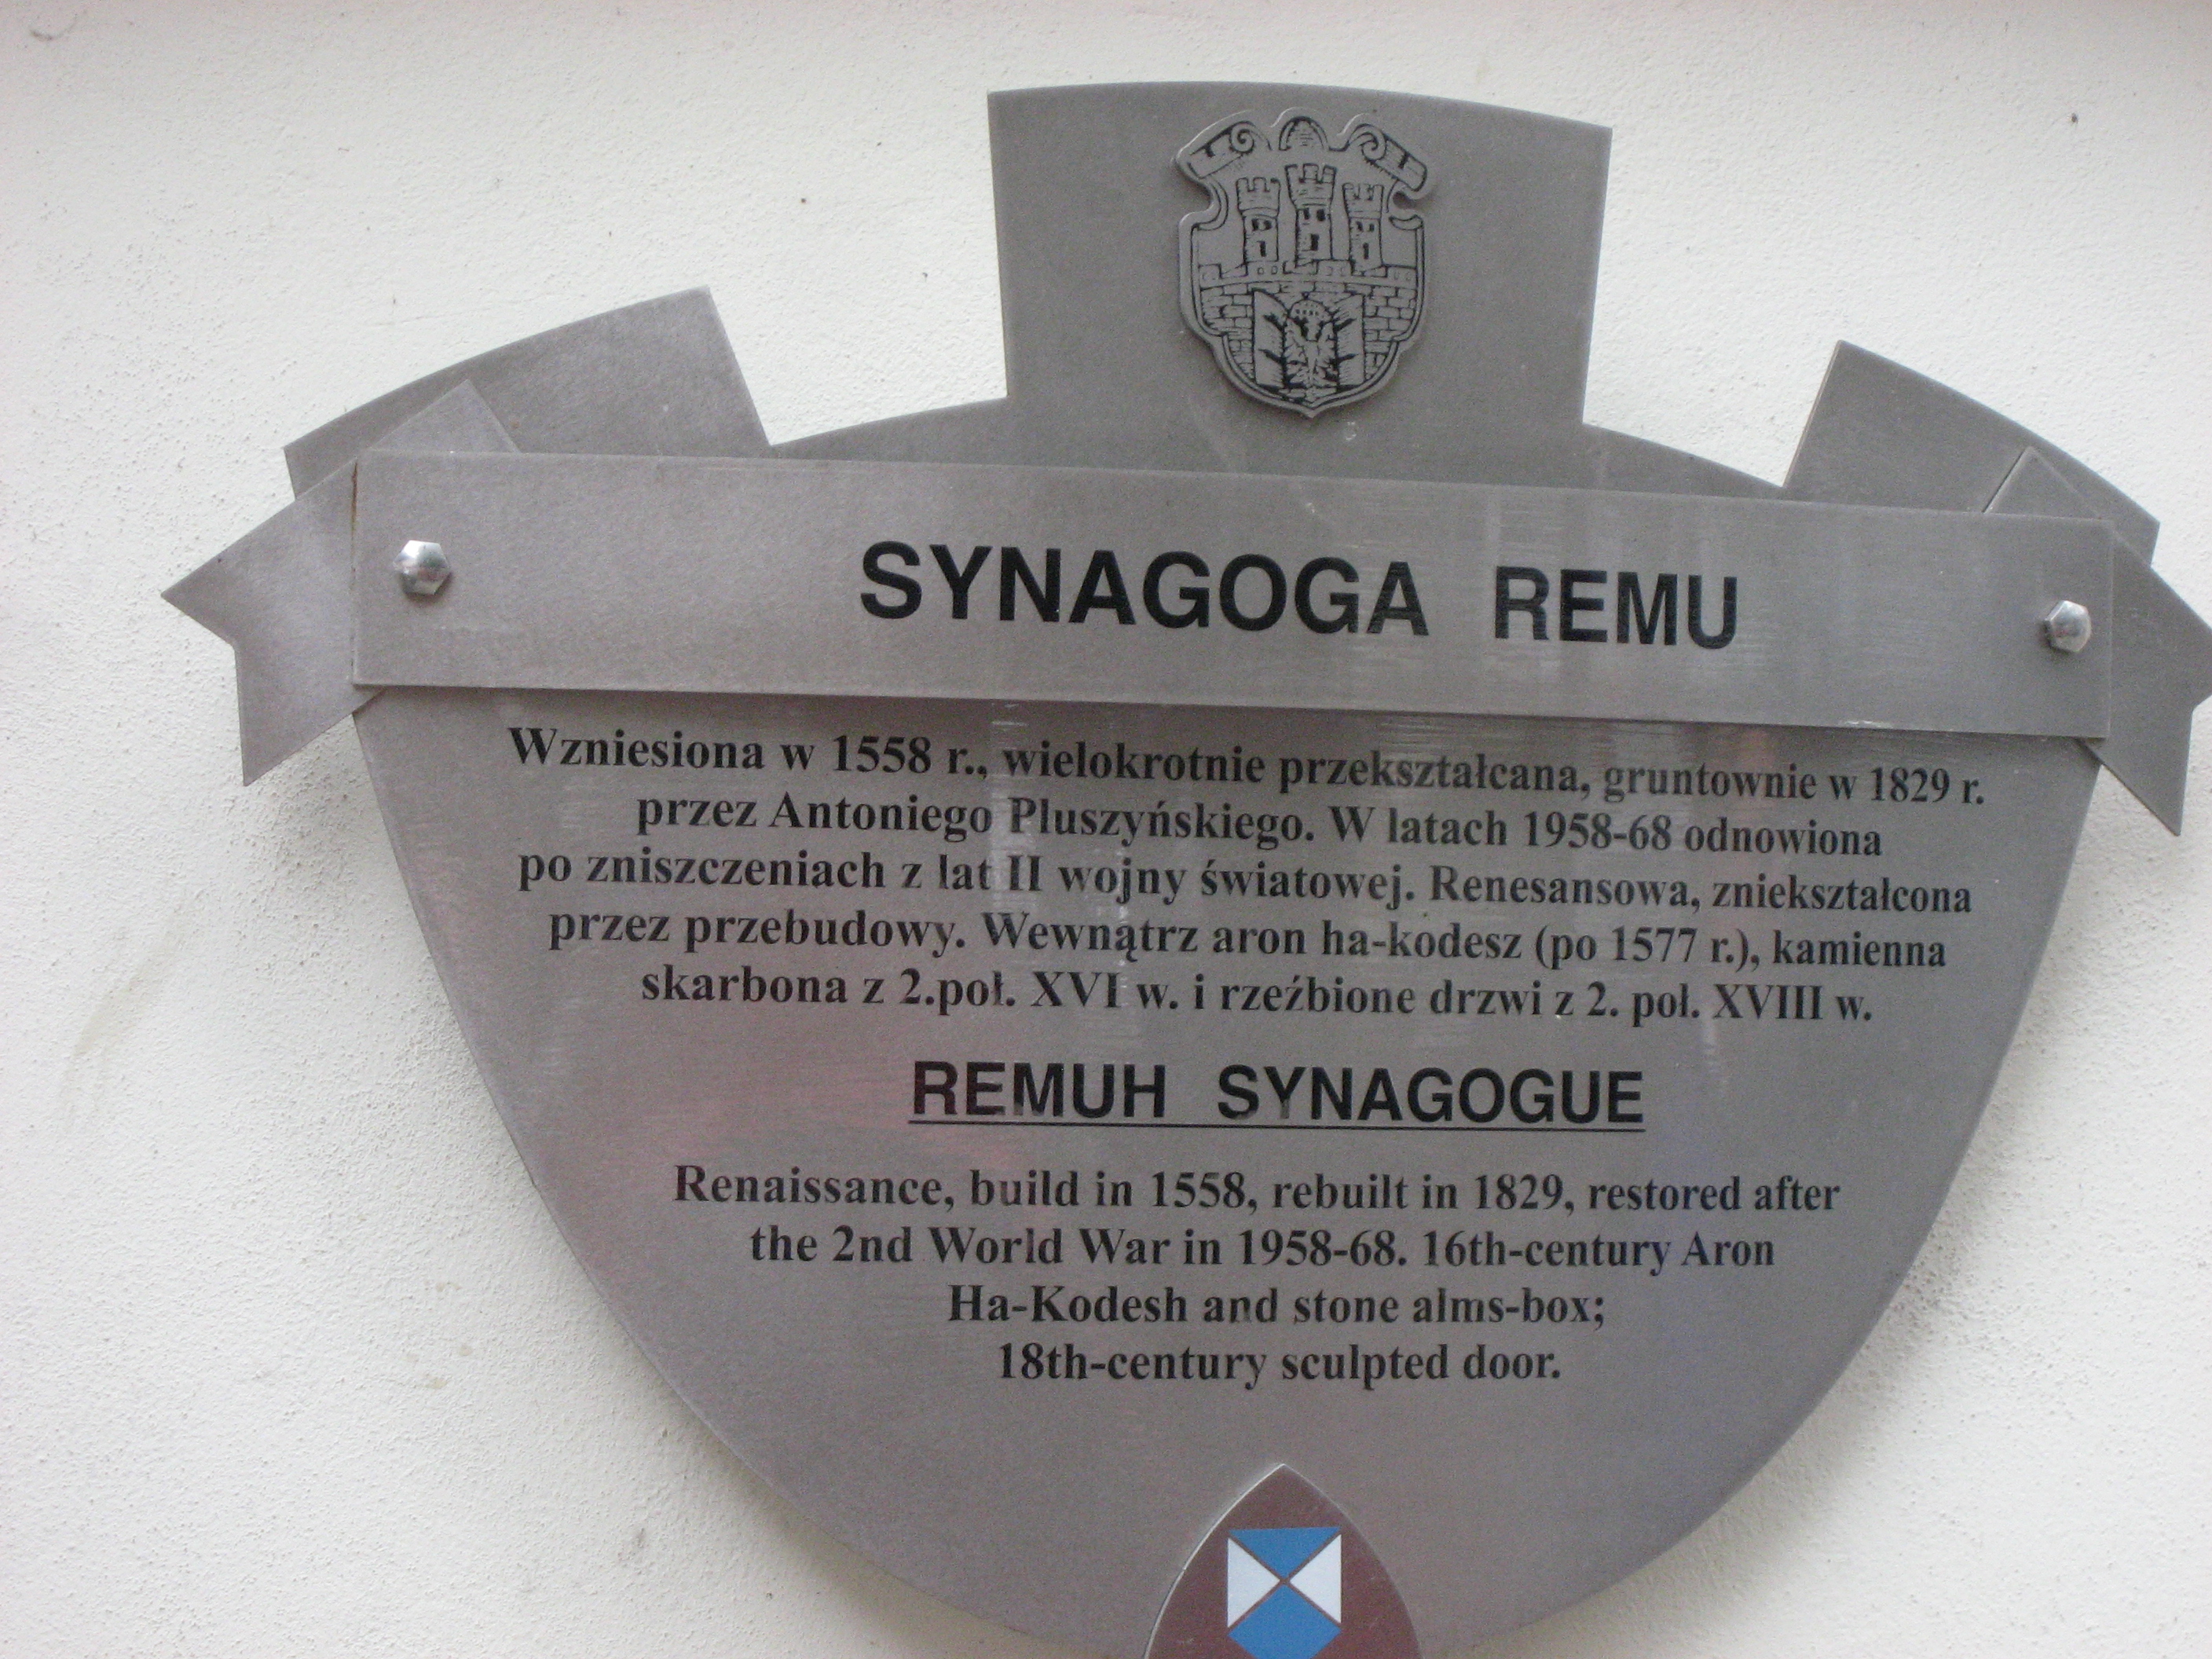 SYNAGOGA REMU
Wzniesiona w 1558 r., wielokrotnie przekształcana, gruntownie w 1829 r.
przez Antoniego Pluszyńskiego. W latach 1958-68 odnowiona
po zniszczeniach z lat II wojny światowej. Renesansowa, zniekształcona
przez przebudowy. Wewnątrz aron ha-kodesz (po 1577 r.), kamienna
skarbona z 2.poł. XVI w. i rzeźbione drzwi z 2. poł. XVIII w.
REMUH SYNAGOGUE
Renaissance, build in 1558, rebuilt in 1829, restored after
the 2nd World War in 1958-68. 16th-century Aron
Ha-Kodesh and stone alms-box;
18th-century sculpted door.